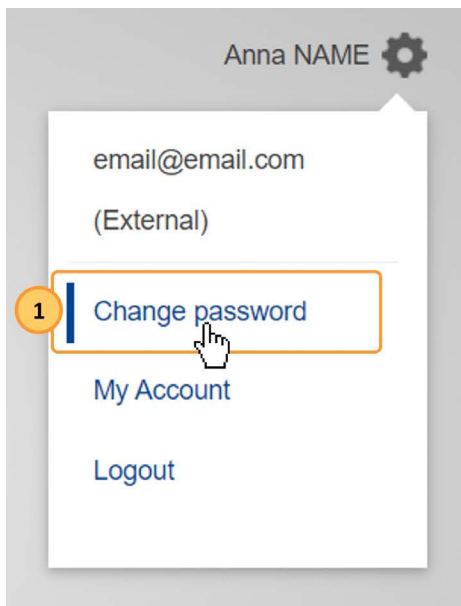 Anna NAME
email@email.com
(External)
1
Change password
My Account
Logout